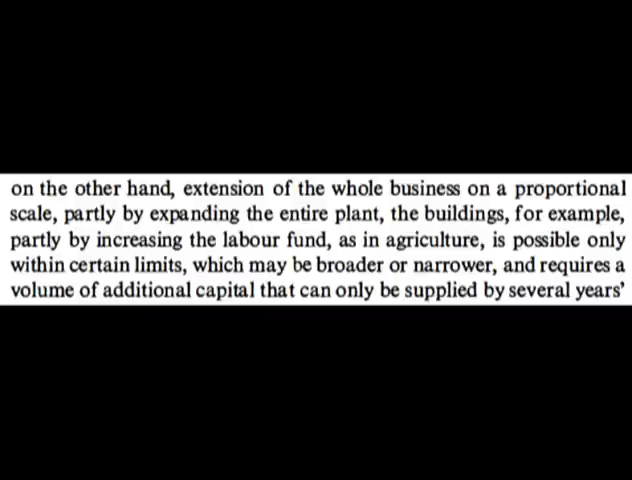 on the other hand, extension of the whole business on a proportional
scale, partly by expanding the entire plant, the buildings, for example,
partly by increasing the labour fund, as in agriculture, is possible only
within certain limits, which may be broader or narrower, and requires a
volume of additional capital that can only be supplied by several years’